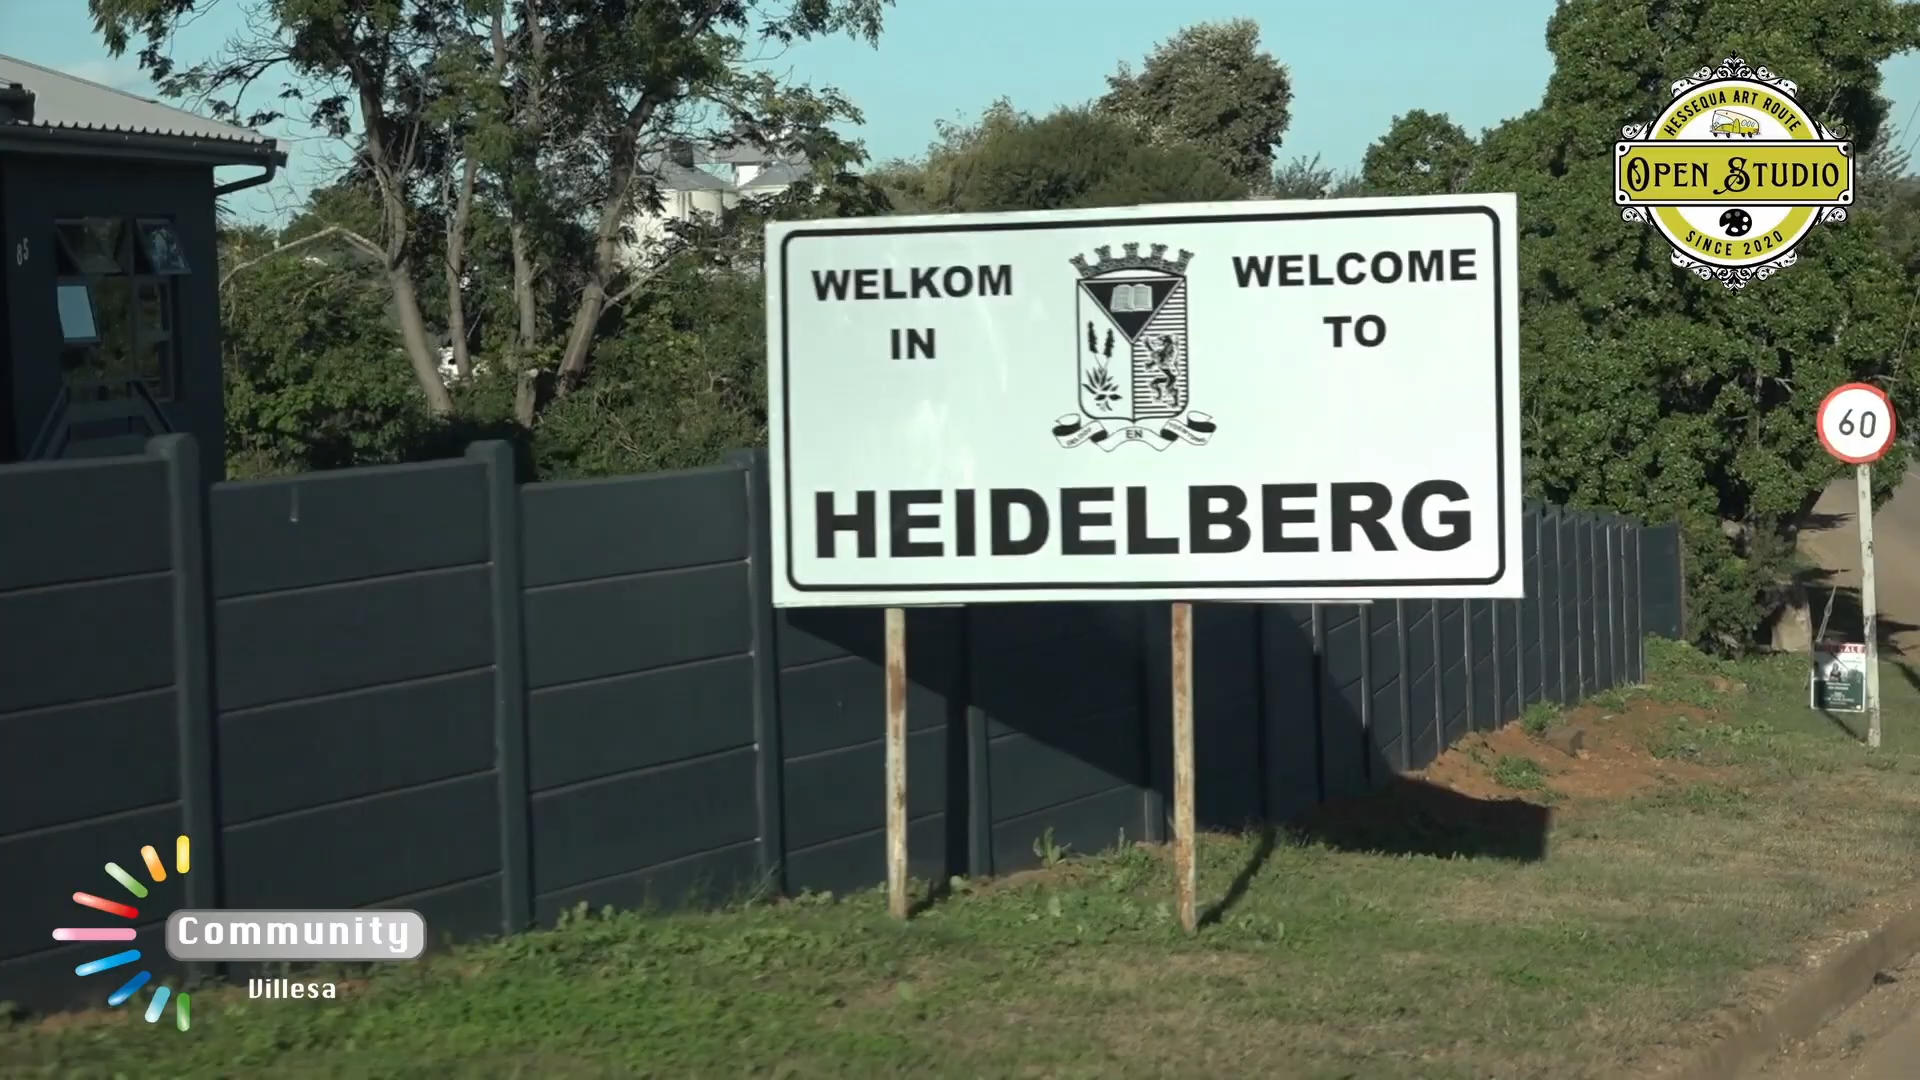 HESSEQUA ART ROUTE
OPEN STUDIO
SINCE 2020
85
WELKOM
IN
WELCOME
TO
EN
HEIDELBERG
60
Community
Villesa